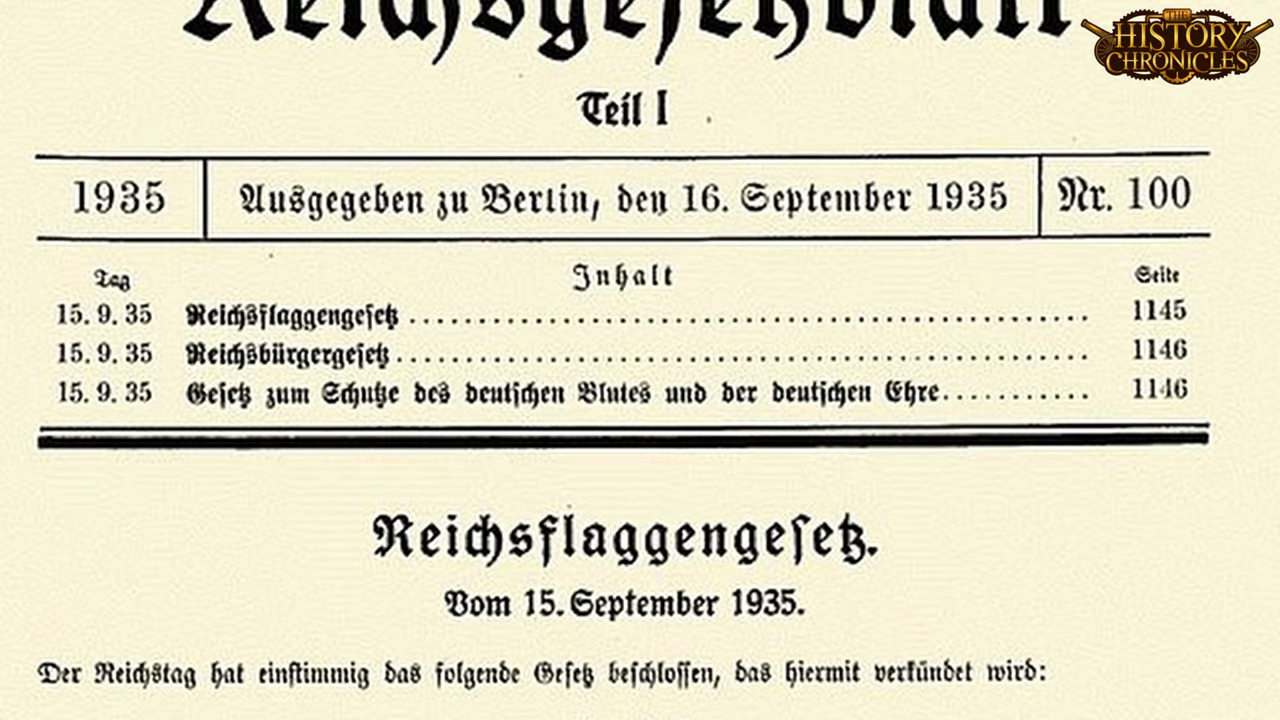 Reichsgesetzblatt
THE
HISTORY
CHRONICLES
Teil I
1935 Ausgegeben zu Berlin, den 16. September 1935 Nr. 100
Tag Inhalt Seite
15. 9. 35 Reichsflaggengesetz 1145
15. 9. 35 Reichsbürgergesetz 1146
15. 9. 35 Gesetz zum Schutze des deutschen Blutes und der deutschen Ehre 1146
Reichsflaggengesetz.
Vom 15. September 1935.
Der Reichstag hat einstimmig das folgende Gesetz beschlossen, das hiermit verkündet wird: